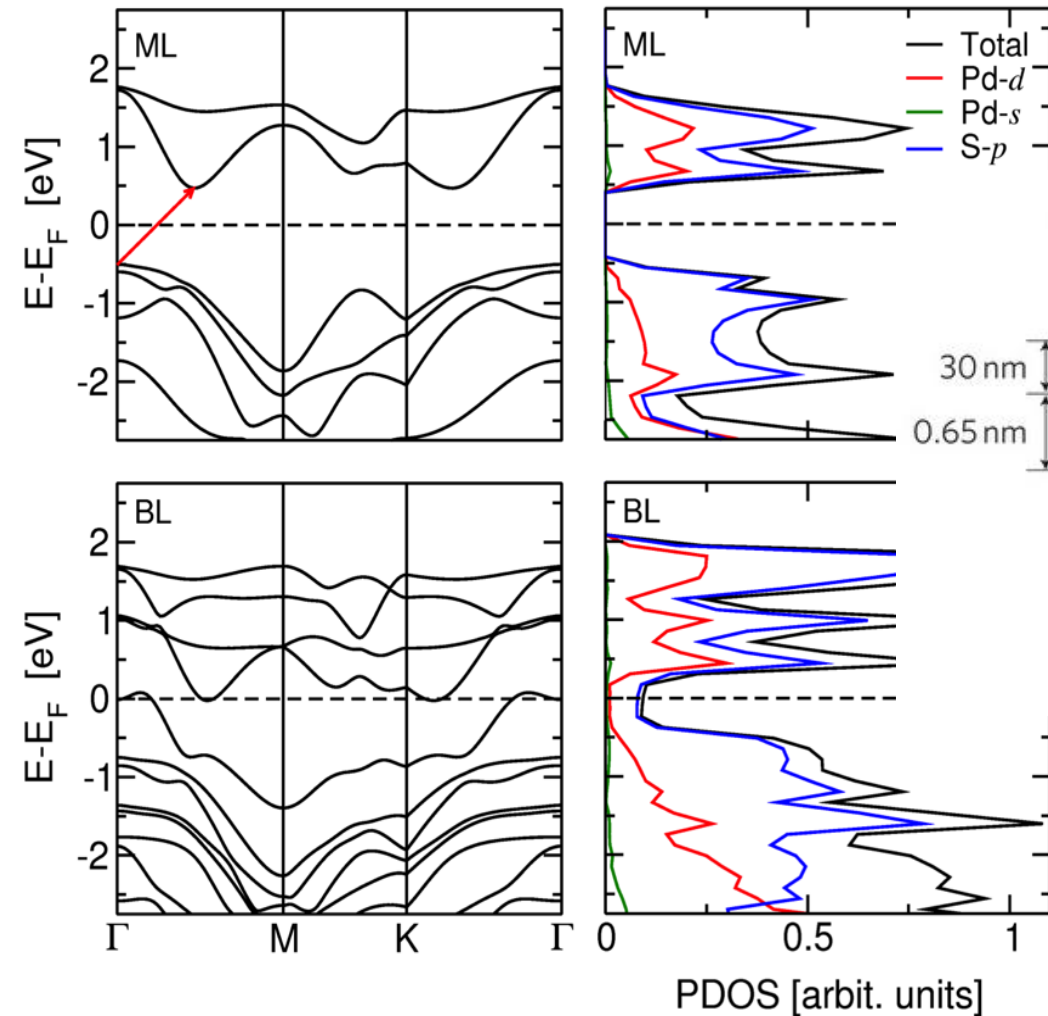 ML
2
1
0
-1
-2
E-E_F [eV]
ML
Total
Pd-d
Pd-s
S-p
30 nm
0.65 nm
BL
2
1
0
-1
-2
E-E_F [eV]
Γ
M
K
Γ
BL
0
0.5
1
PDOS [arbit. units]